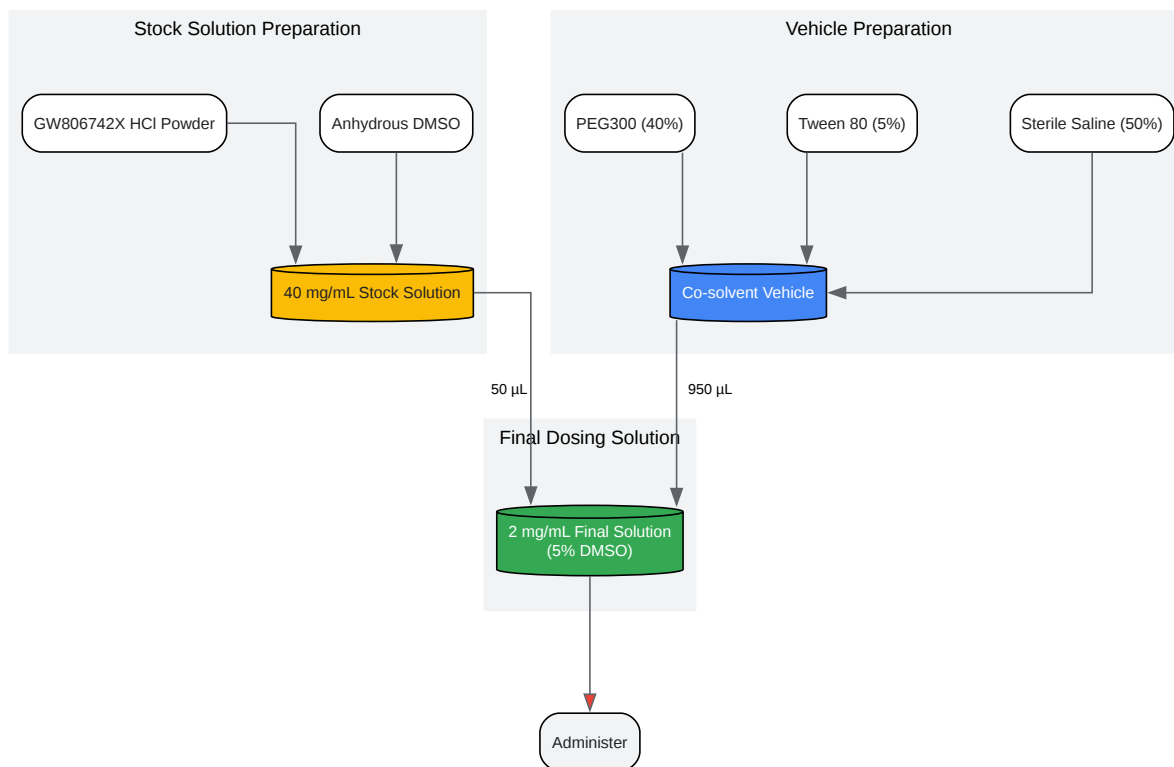 Stock Solution Preparation
Vehicle Preparation
GW806742X HCl Powder
Anhydrous DMSO
PEG300 (40%)
Tween 80 (5%)
Sterile Saline (50%)
40 mg/mL Stock Solution
Co-solvent Vehicle
50 µL
950 µL
Final Dosing Solution
2 mg/mL Final Solution
(5% DMSO)
Administer